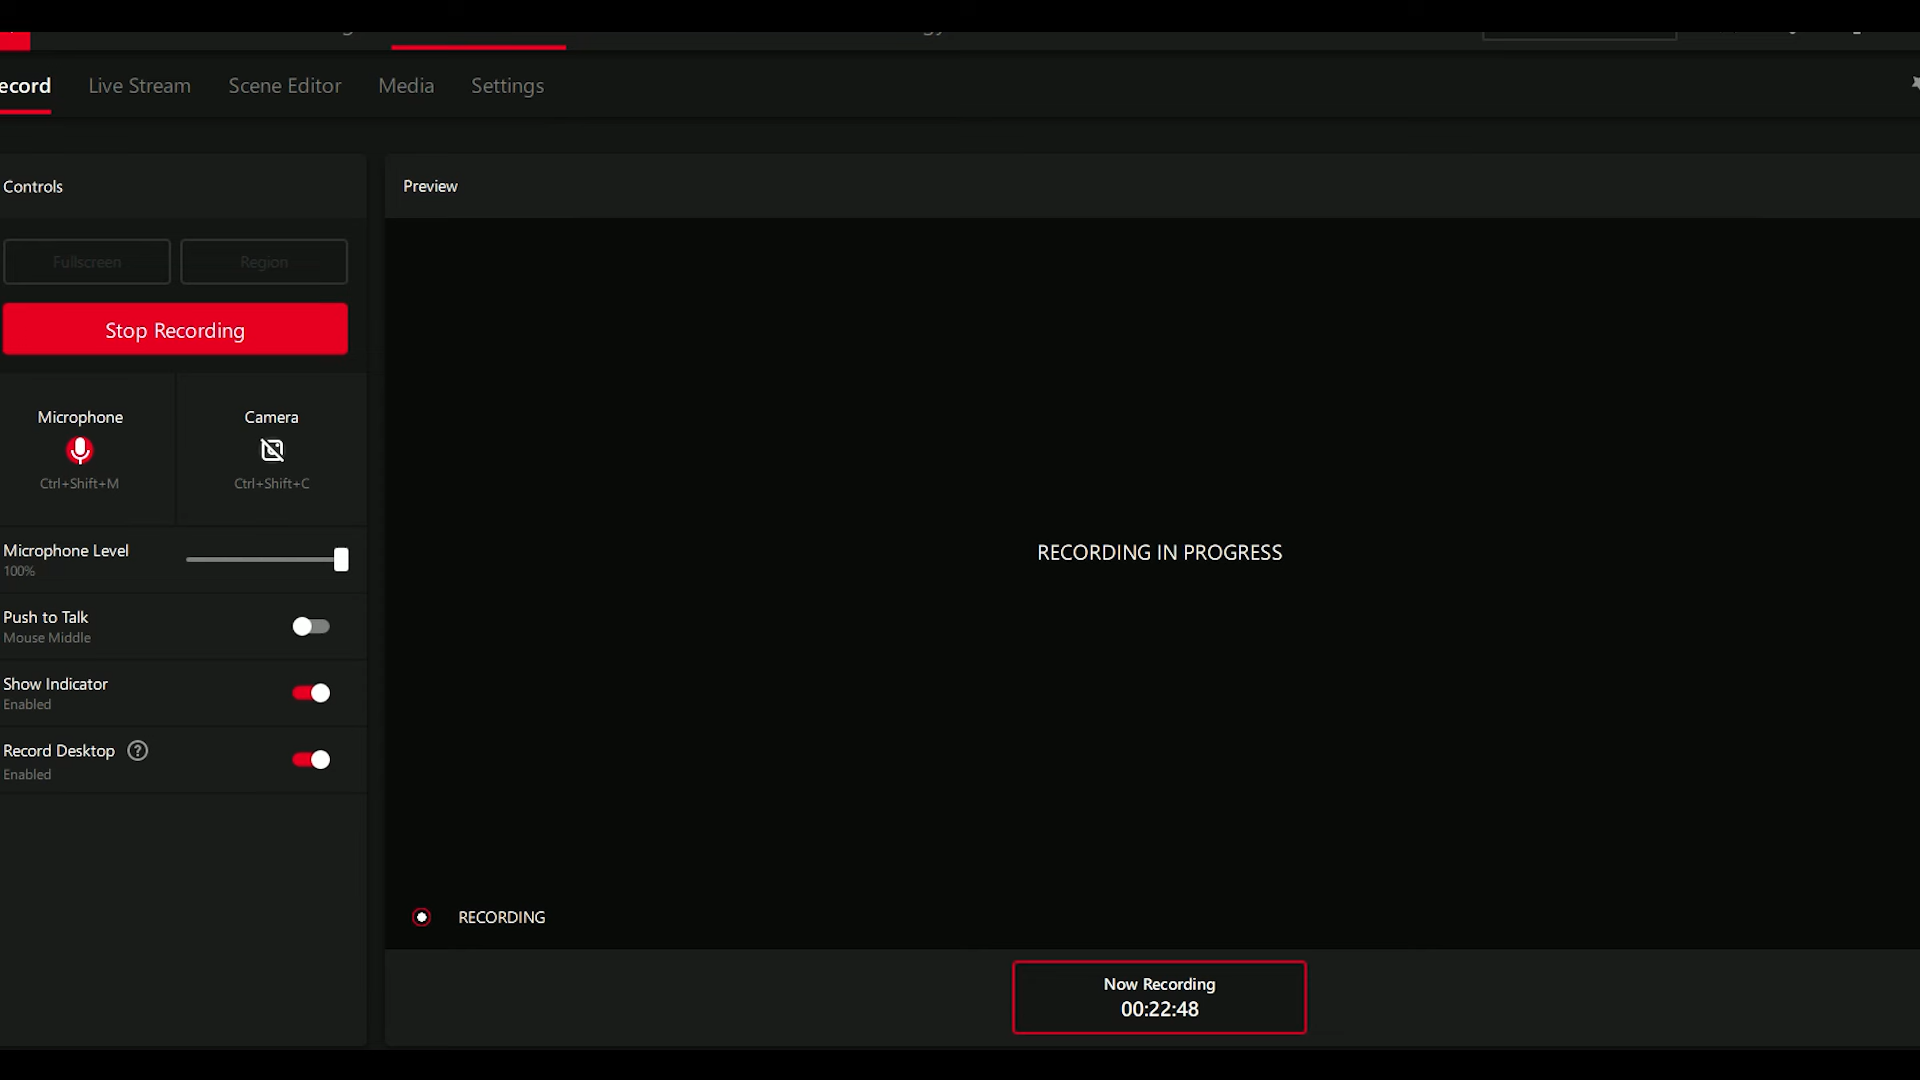 Live Stream
Scene Editor
Media
Settings
Controls
Preview
Fullscreen
Region
Stop Recording
Microphone
Camera
Ctrl+Shift+M
Ctrl+Shift+C
Microphone Level
100%
Push to Talk
Mouse Middle
Show Indicator
Enabled
Record Desktop ?
Enabled
RECORDING IN PROGRESS
RECORDING
Now Recording
00:22:48